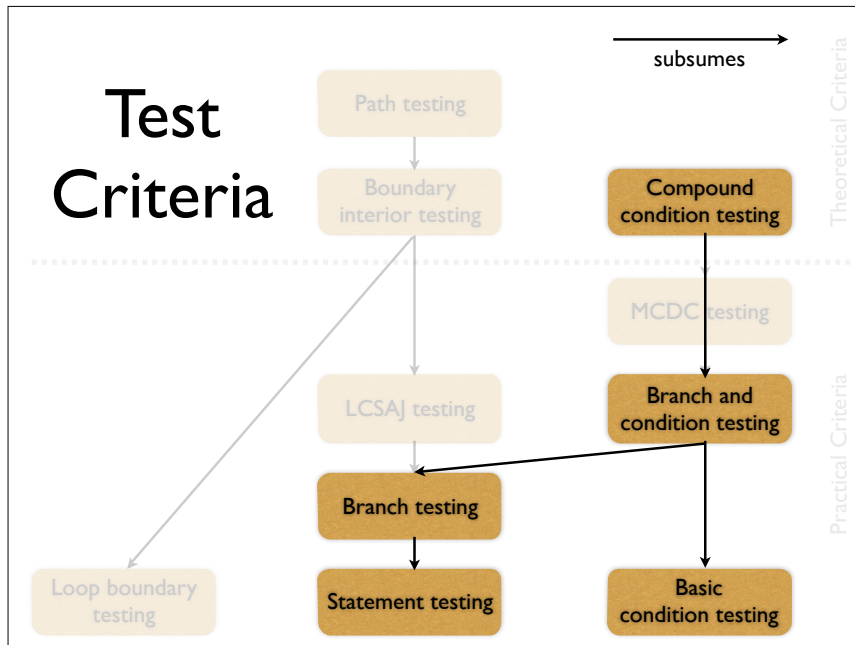 subsumes
Test
Criteria
Path testing
Boundary
interior testing
Compound
condition testing
Theoretical Criteria
MCDC testing
LCSAJ testing
Branch and
condition testing
Practical Criteria
Branch testing
Loop boundary
testing
Statement testing
Basic
condition testing